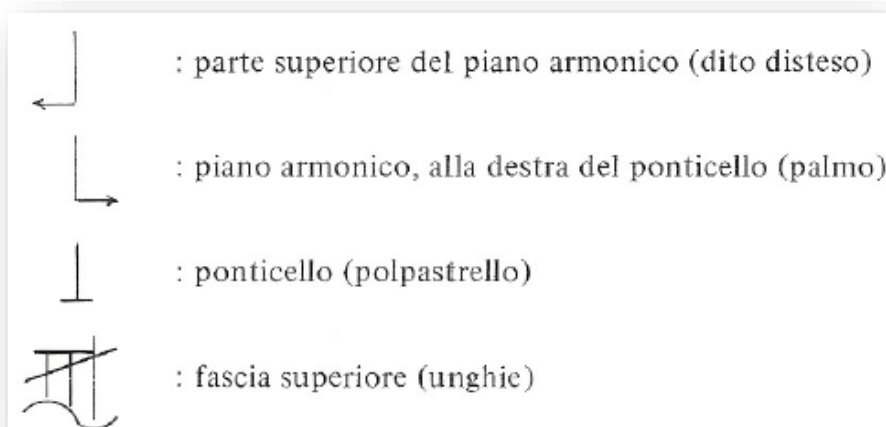 : parte superiore del piano armonico (dito disteso)
: piano armonico, alla destra del ponticello (palmo)
: ponticello (polpastrello)
: fascia superiore (unghie)